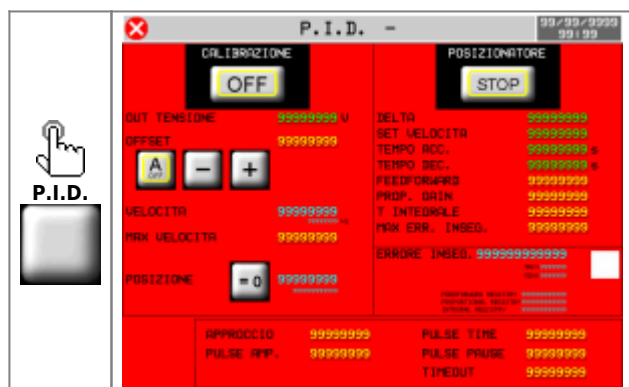 P.I.D. -
99/99/9999
99:99
P.I.D.
CALIBRAZIONE
OFF
OUT TENSIONE 99999999 V
OFFSET 99999999
A
OFF
- +
VELOCITA 99999999
MAX VELOCITA 99999999
POSIZIONE = 0 99999999
POSIZIONATORE
STOP
DELTA 99999999
SET VELOCITA 99999999
TEMPO ACC. 99999999 s
TEMPO DEC. 99999999 s
FEEDFORWARD 99999999
PROP. GAIN 99999999
T INTEGRALE 99999999
MAX ERR. INSEG. 99999999
ERRORE INSEG. 999999999999
APPROCCIO 99999999
PULSE AMP. 99999999
PULSE TIME 99999999
PULSE PAUSE 99999999
TIMEOUT 99999999